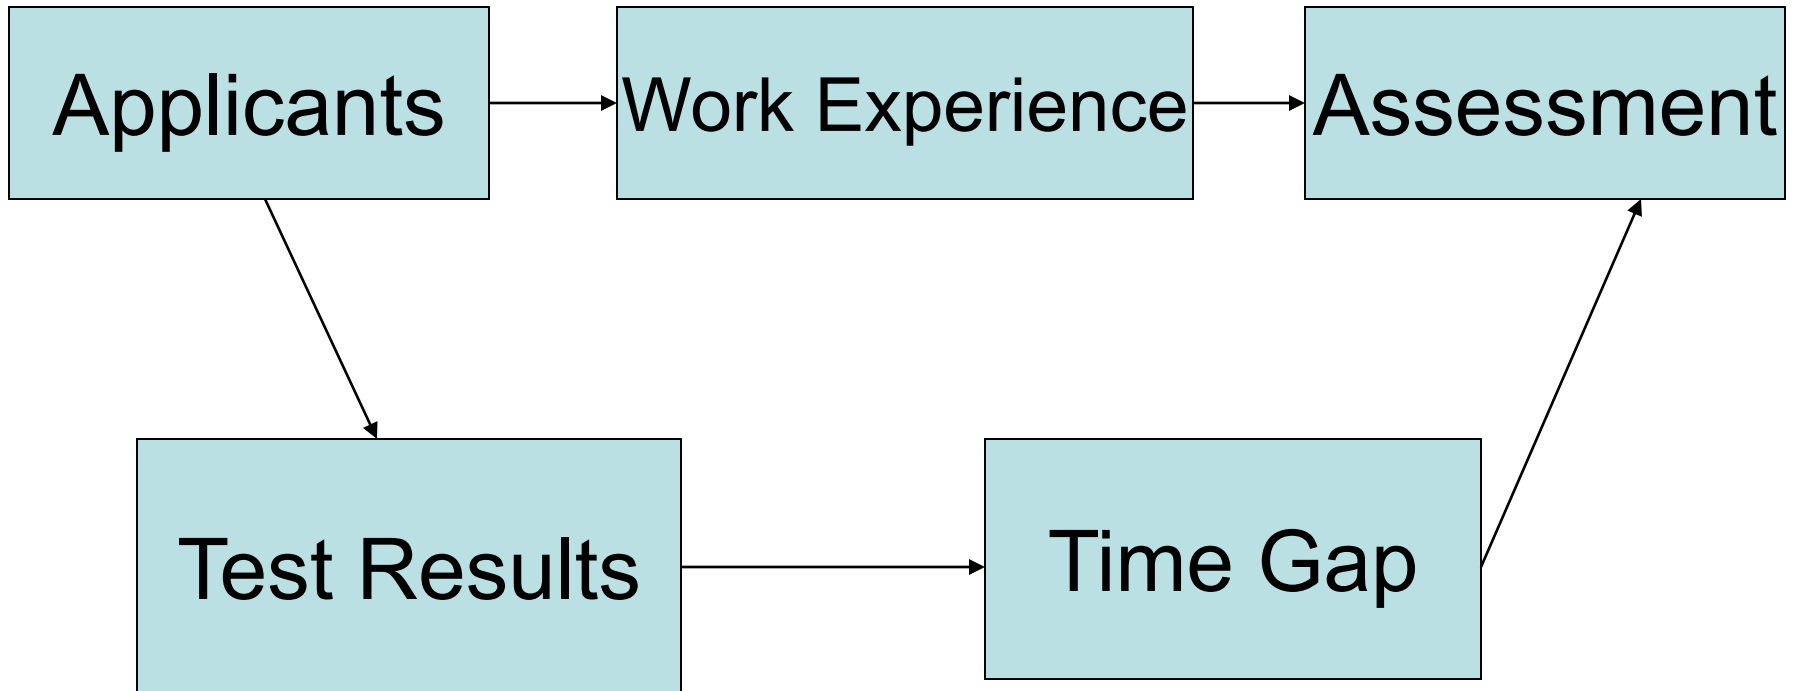 Applicants
Work Experience
Assessment
Test Results
Time Gap